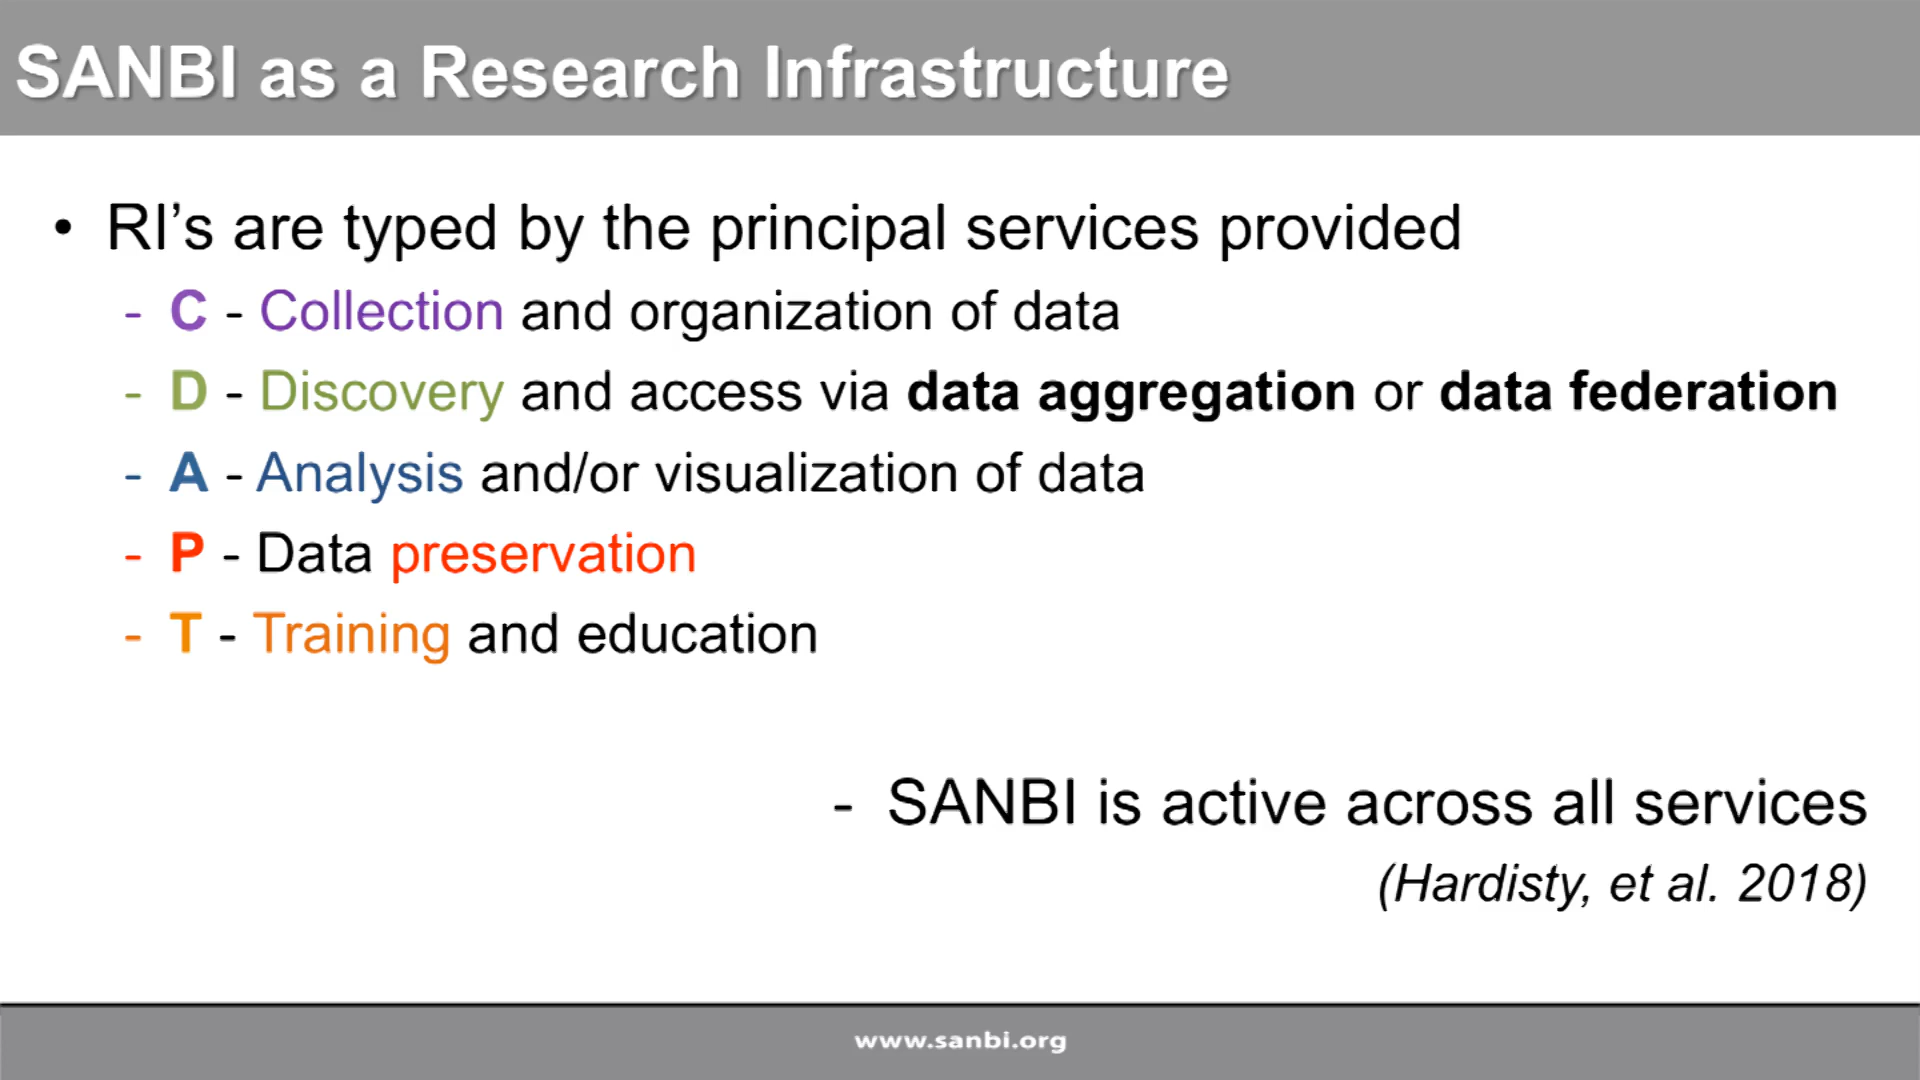 SANBI as a Research Infrastructure
• RI’s are typed by the principal services provided
- C - Collection and organization of data
- D - Discovery and access via data aggregation or data federation
- A - Analysis and/or visualization of data
- P - Data preservation
- T - Training and education
- SANBI is active across all services
(Hardisty, et al. 2018)
www.sanbi.org